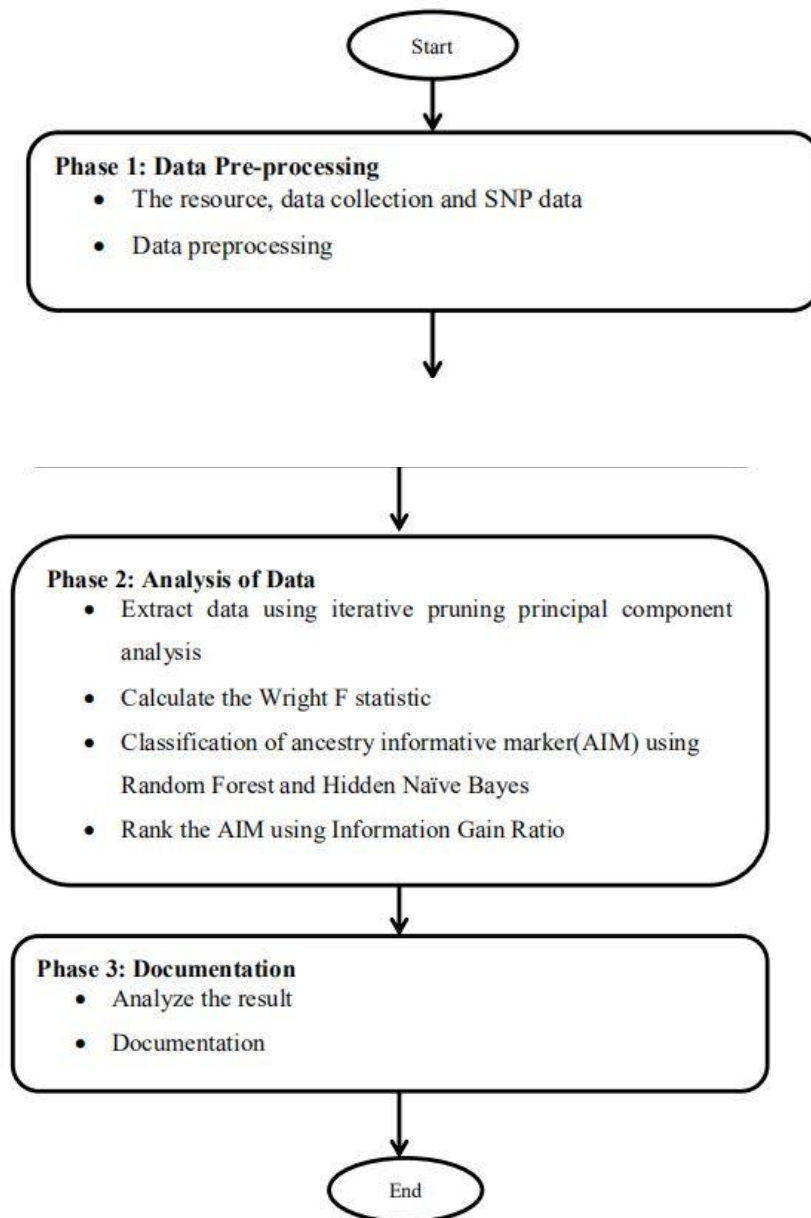 Start
Phase 1: Data Pre-processing
• The resource, data collection and SNP data
• Data preprocessing
Phase 2: Analysis of Data
• Extract data using iterative pruning principal component
analysis
• Calculate the Wright F statistic
• Classification of ancestry informative marker(AIM) using
Random Forest and Hidden Naïve Bayes
• Rank the AIM using Information Gain Ratio
Phase 3: Documentation
• Analyze the result
• Documentation
End